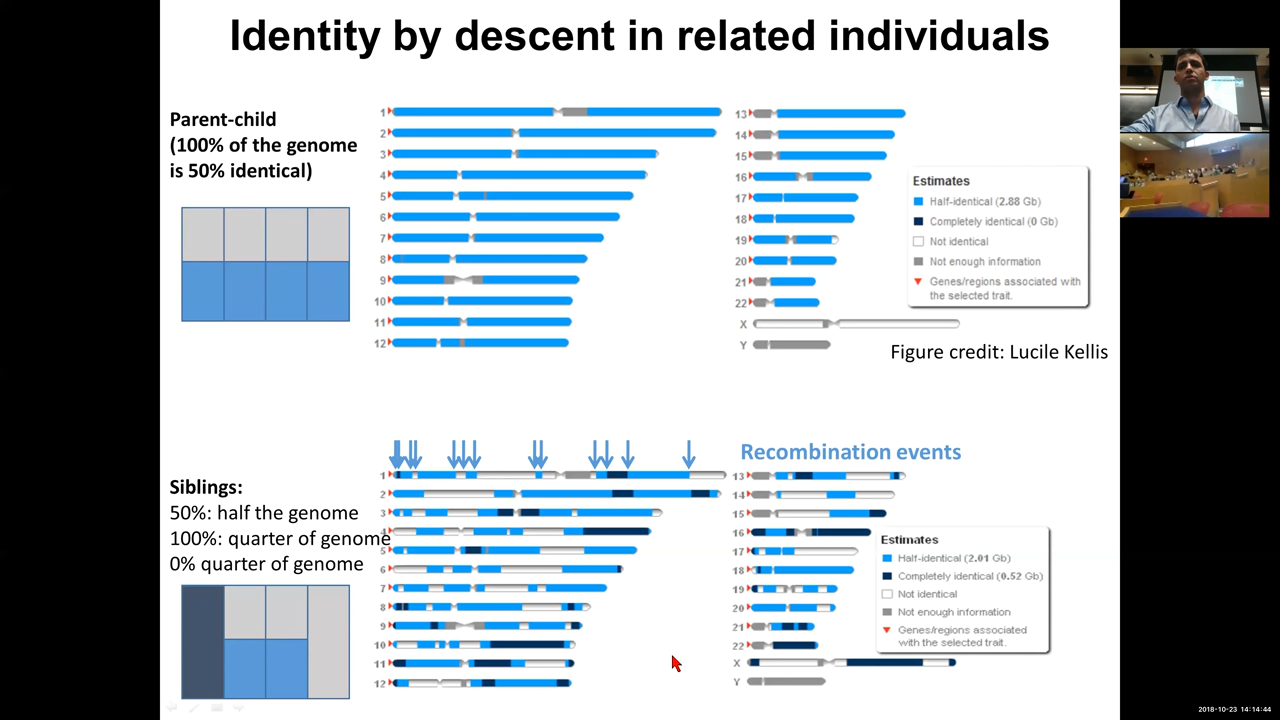 Identity by descent in related individuals
Parent-child
(100% of the genome
is 50% identical)
1
2
3
4
5
6
7
8
9
10
11
12
13
14
15
16
17
18
19
20
21
22
X
Y
Estimates
Half-identical (2.88 Gb)
Completely identical (0 Gb)
Not identical
Not enough information
Genes/regions associated with
the selected trait.
Figure credit: Lucile Kellis
Siblings:
50%: half the genome
100%: quarter of genome
0% quarter of genome
Recombination events
1
2
3
4
5
6
7
8
9
10
11
12
13
14
15
16
17
18
19
20
21
22
X
Y
Estimates
Half-identical (2.01 Gb)
Completely identical (0.52 Gb)
Not identical
Not enough information
Genes/regions associated
with the selected trait.
2018-10-23 14:14:44